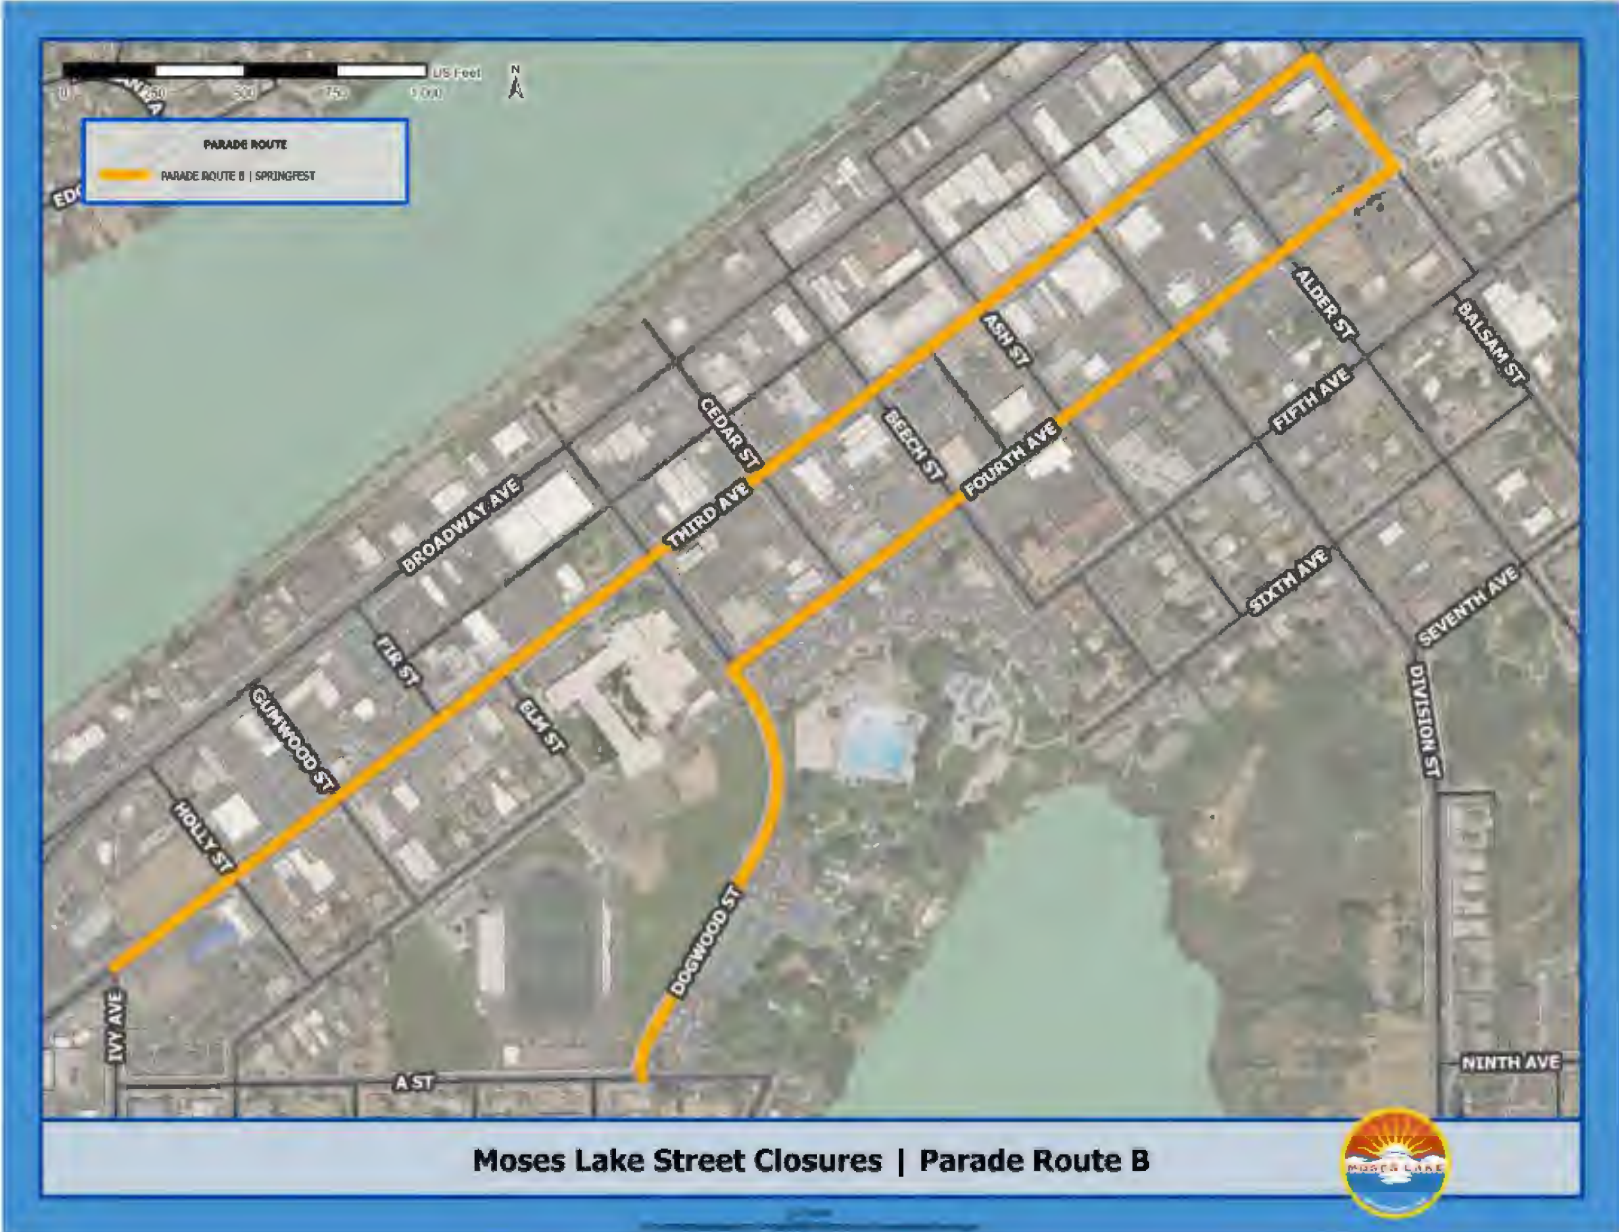 US Feet
0 250 500 750 1,000
N
PARADE ROUTE
PARADE ROUTE B | SPRINGFEST
ALDER ST
BALSAM ST
ASH ST
FIFTH AVE
CEDAR ST
BEECH ST
FOURTH AVE
THIRD AVE
BROADWAY AVE
SIXTH AVE
SEVENTH AVE
FIR ST
ELM ST
GUMWOOD ST
DIVISION ST
HOLLY ST
DOGWOOD ST
IVY AVE
A ST
NINTH AVE
Moses Lake Street Closures | Parade Route B
MOSES LAKE